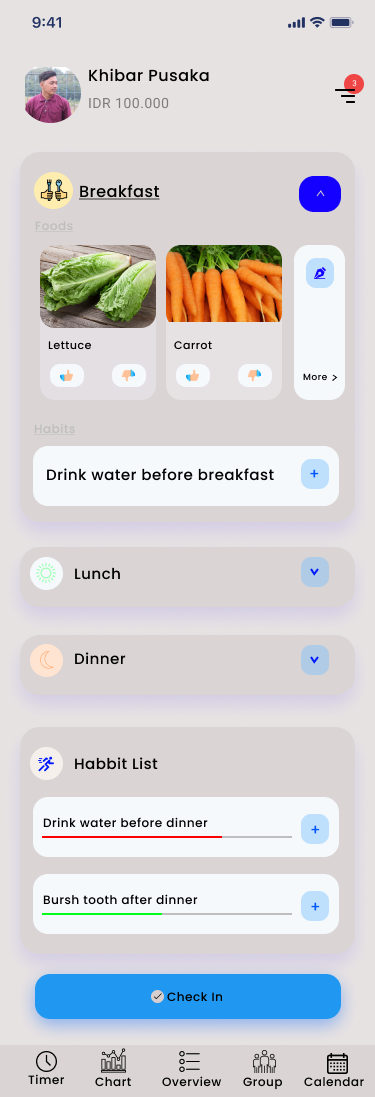 9:41
Khibar Pusaka
3
IDR 100.000
Breakfast
Foods
Lettuce
Carrot
More >
Habits
Drink water before breakfast
+
Lunch
Dinner
Habbit List
Drink water before dinner
+
Bursh tooth after dinner
+
Check In
Timer
Chart
Overview
Group
Calendar